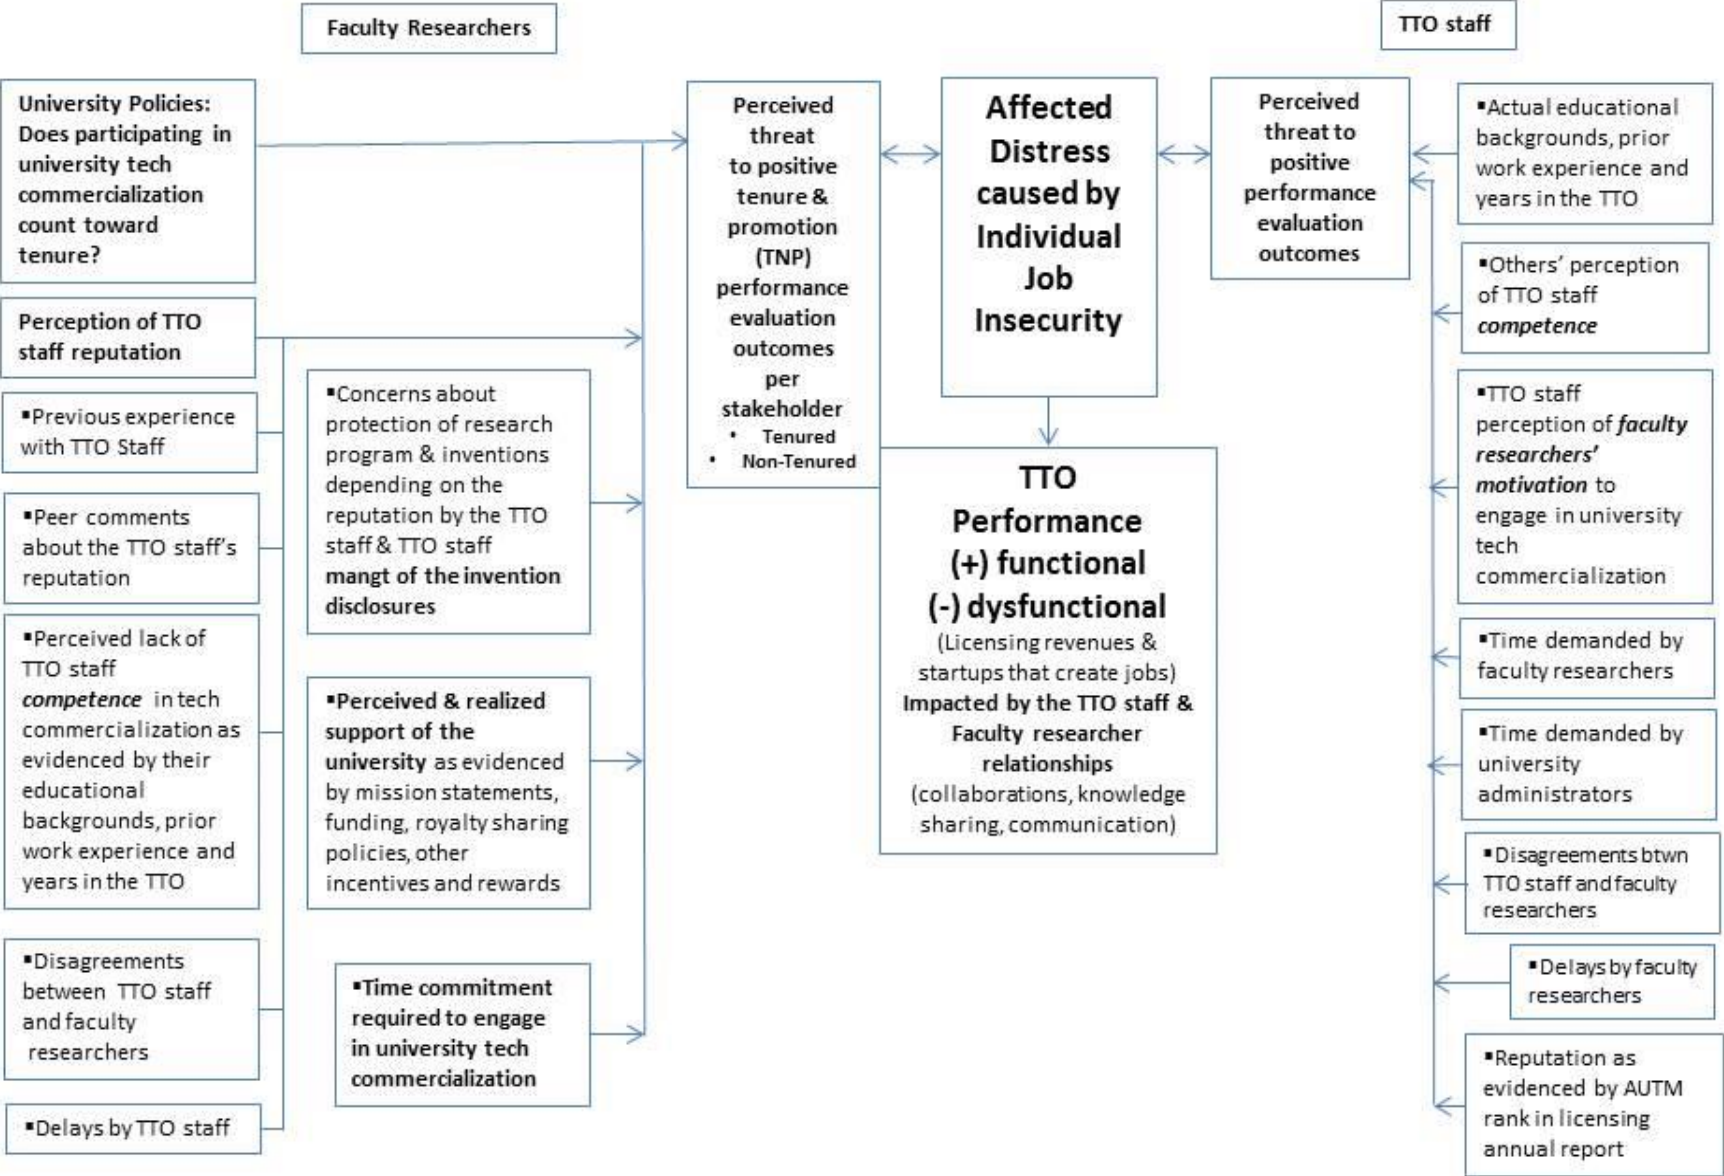 Faculty Researchers
TTO staff
University Policies:
Does participating in
university tech
commercialization
count toward
tenure?
Perception of TTO
staff reputation
▪Previous experience
with TTO Staff
▪Peer comments
about the TTO staff's
reputation
▪Perceived lack of
TTO staff
competence in tech
commercialization as
evidenced by their
educational
backgrounds, prior
work experience and
years in the TTO
▪Disagreements
between TTO staff
and faculty
researchers
▪Delays by TTO staff
▪Concerns about
protection of research
program & inventions
depending on the
reputation by the TTO
staff & TTO staff
mangt of the invention
disclosures
▪Perceived & realized
support of the
university as evidenced
by mission statements,
funding, royalty sharing
policies, other
incentives and rewards
▪Time commitment
required to engage
in university tech
commercialization
Perceived
threat
to positive
tenure &
promotion
(TNP)
performance
evaluation
outcomes
per
stakeholder
• Tenured
• Non-Tenured
Affected
Distress
caused by
Individual
Job
Insecurity
TTO
Performance
(+) functional
(-) dysfunctional
(Licensing revenues &
startups that create jobs)
Impacted by the TTO staff &
Faculty researcher
relationships
(collaborations, knowledge
sharing, communication)
Perceived
threat to
positive
performance
evaluation
outcomes
▪Actual educational
backgrounds, prior
work experience and
years in the TTO
▪Others' perception
of TTO staff
competence
▪TTO staff
perception of faculty
researchers'
motivation to
engage in university
tech
commercialization
▪Time demanded by
faculty researchers
▪Time demanded by
university
administrators
▪Disagreements btwn
TTO staff and faculty
researchers
▪Delays by faculty
researchers
▪Reputation as
evidenced by AUTM
rank in licensing
annual report